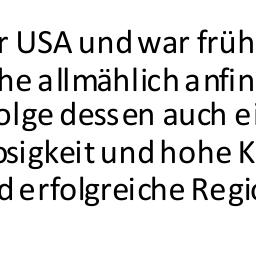 r USA und war früh
he allmählich anfin
olge dessen auch ei
osigkeit und hohe K
d erfolgreiche Regio